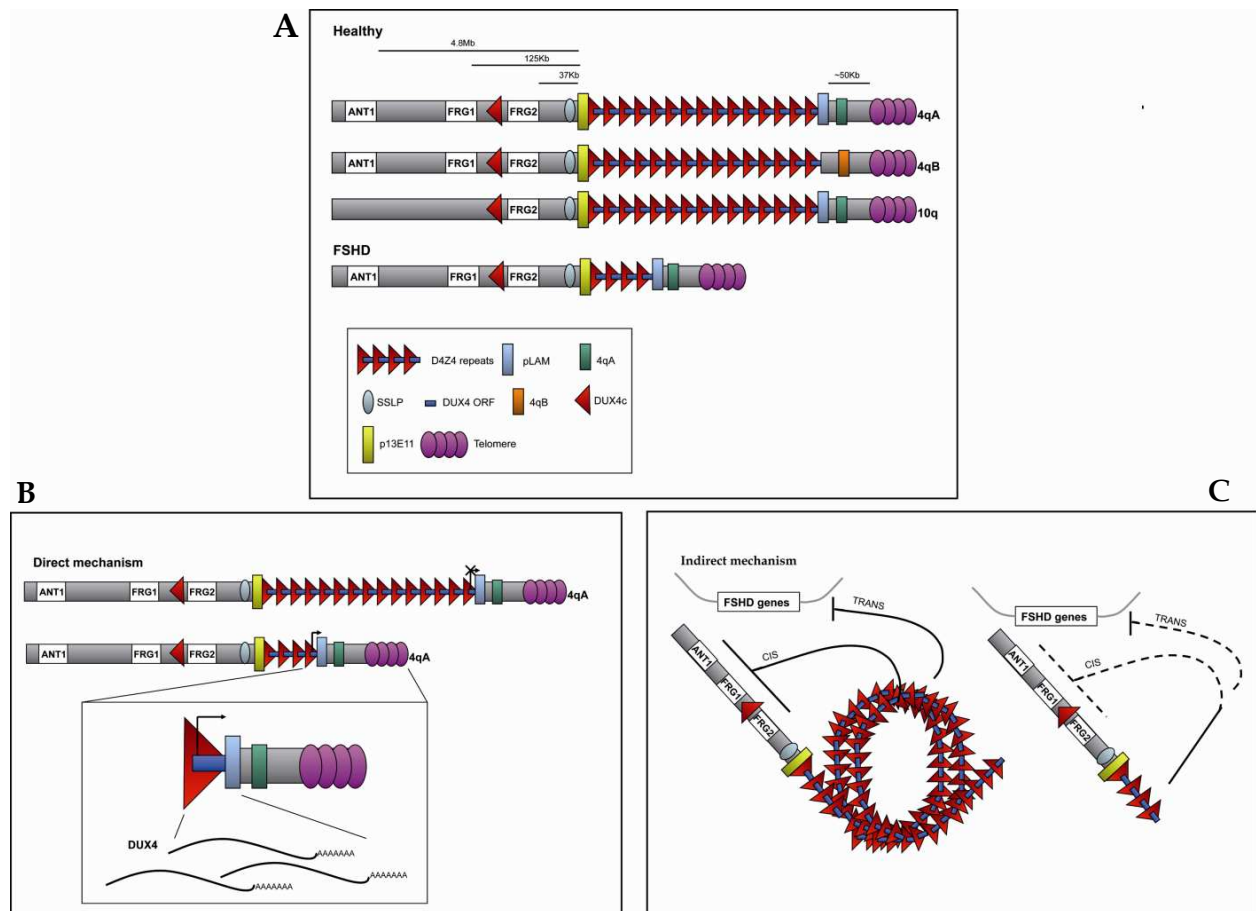 A
Healthy
4.8Mb
125Kb
37Kb
~50Kb
ANT1 FRG1 FRG2 4qA
ANT1 FRG1 FRG2 4qB
FRG2 10q
FSHD
ANT1 FRG1 FRG2
D4Z4 repeats pLAM 4qA
SSLP DUX4 ORF 4qB DUX4c
p13E11 Telomere
B
Direct mechanism
ANT1 FRG1 FRG2 4qA
ANT1 FRG1 FRG2 4qA
DUX4
AAAAAAA
AAAAAAA
AAAAAAA
C
Indirect mechanism
FSHD genes
TRANS
CIS
ANT1
FRG1
FRG2
FSHD genes
TRANS
CIS
ANT1
FRG1
FRG2